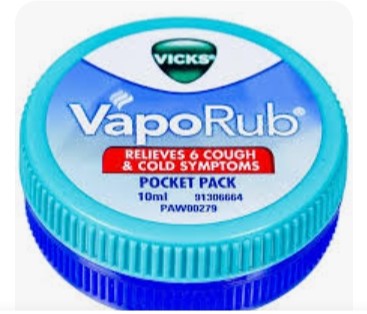 VICKS®
VapoRub®
RELIEVES 6 COUGH
& COLD SYMPTOMS
POCKET PACK
10ml 91306664
PAW00279